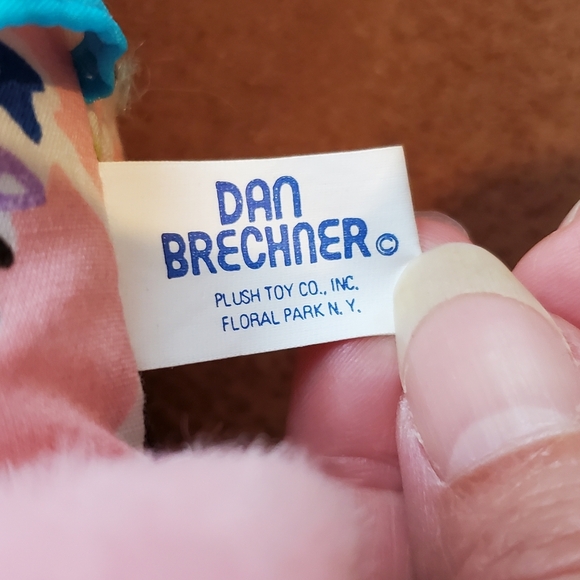 DAN
BRECHNER©
PLUSH TOY CO., INC.
FLORAL PARK N. Y.